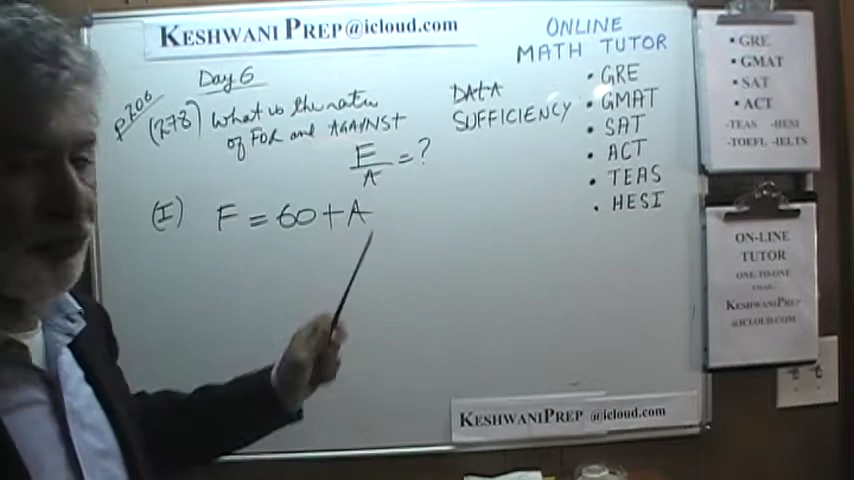 KESHWANI PREP@icloud.com
Day 6
P206
(278) What is the ratio
of FOR and AGAINST
F/A = ?
(I) F = 60 + A
DATA
SUFFICIENCY
ONLINE
MATH TUTOR
• GRE
• GMAT
• SAT
• ACT
• TEAS
• HESI
• GRE
• GMAT
• SAT
• ACT
-TEAS -HESI
-TOEFL -IELTS
ON-LINE
TUTOR
ONE-TO-ONE
KESHWANIPREP
@ICLOUD.COM
KESHWANIPREP @icloud.com